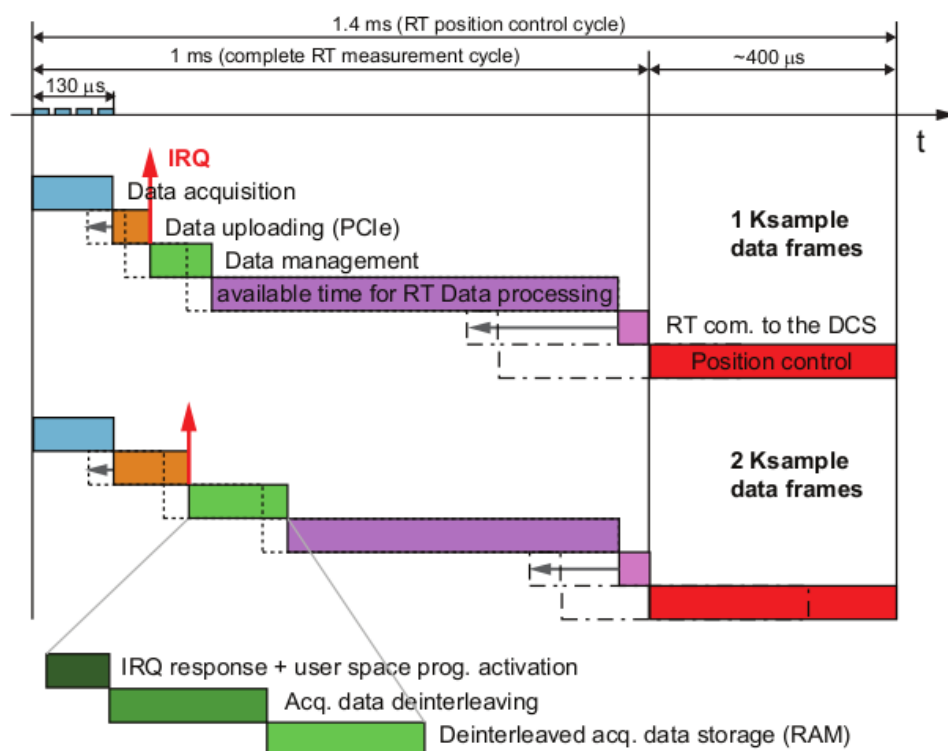 1.4 ms (RT position control cycle)
1 ms (complete RT measurement cycle)
~400 μs
130 μs
t
IRQ
Data acquisition
Data uploading (PCIe)
1 Ksample
data frames
Data management
available time for RT Data processing
RT com. to the DCS
Position control
2 Ksample
data frames
IRQ response + user space prog. activation
Acq. data deinterleaving
Deinterleaved acq. data storage (RAM)